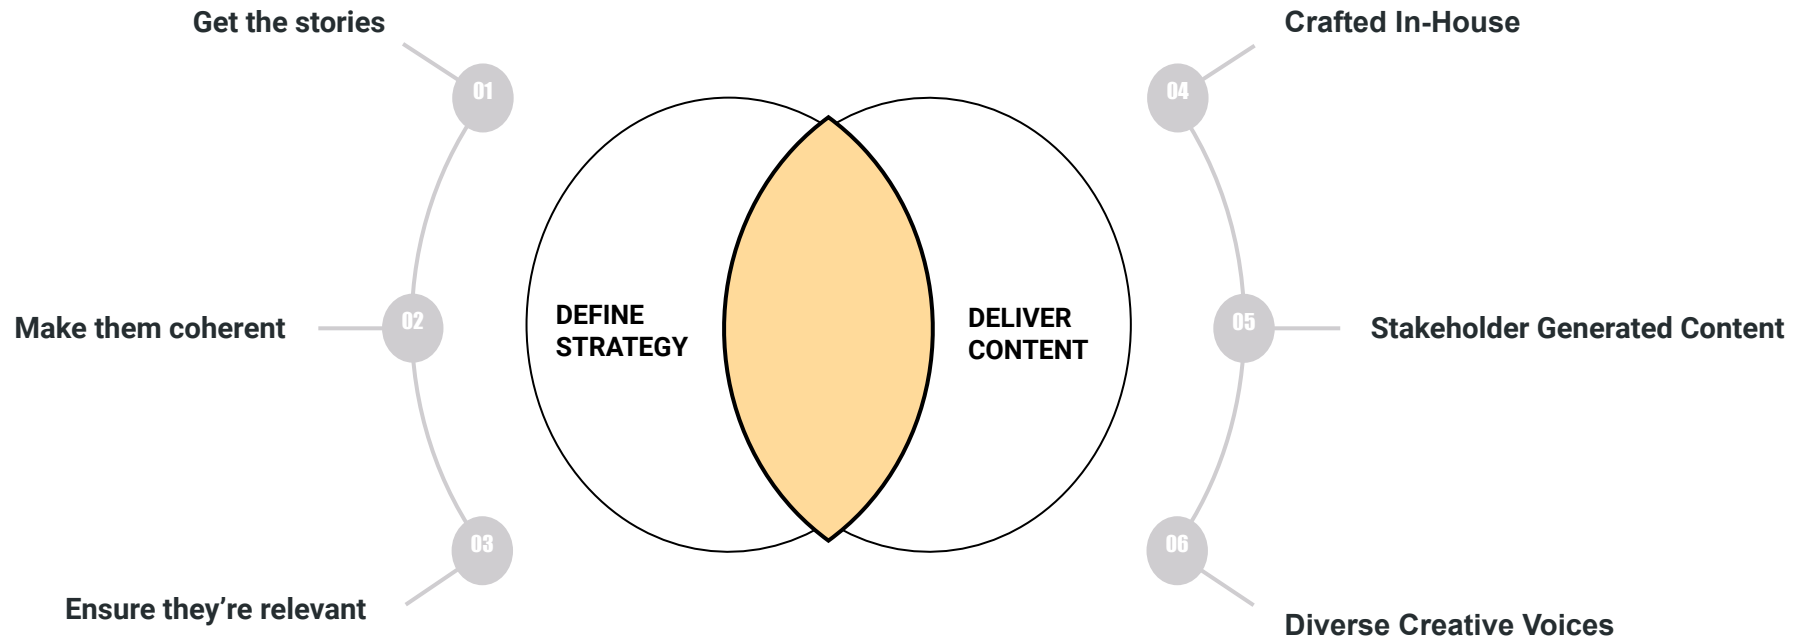 Get the stories
01
Make them coherent
02
Ensure they’re relevant
03
DEFINE
STRATEGY
DELIVER
CONTENT
Crafted In-House
04
Stakeholder Generated Content
05
Diverse Creative Voices
06